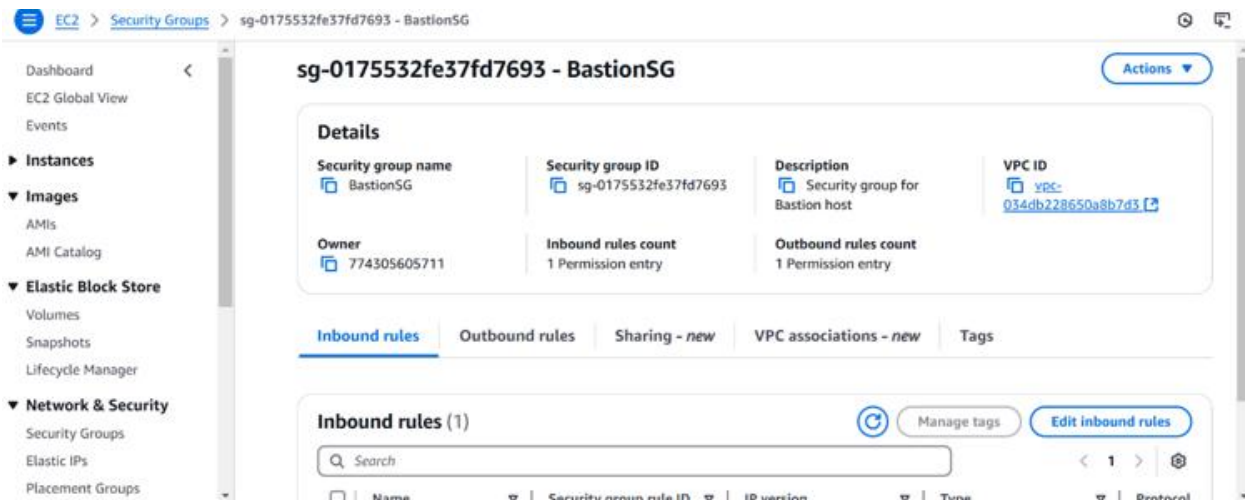 EC2 > Security Groups > sg-0175532fe37fd7693 - BastionSG
Dashboard
EC2 Global View
Events
Instances
Images
AMIs
AMI Catalog
Elastic Block Store
Volumes
Snapshots
Lifecycle Manager
Network & Security
Security Groups
Elastic IPs
Placement Groups
sg-0175532fe37fd7693 - BastionSG
Actions
Details
Security group name
BastionSG
Security group ID
sg-0175532fe37fd7693
Description
Security group for
Bastion host
VPC ID
vpc-
034db228650a8b7d3
Owner
774305605711
Inbound rules count
1 Permission entry
Outbound rules count
1 Permission entry
Inbound rules
Outbound rules
Sharing - new
VPC associations - new
Tags
Inbound rules (1)
Manage tags
Edit inbound rules
Search
< 1 >
Name
Security group rule ID
IP version
Type
Protocol